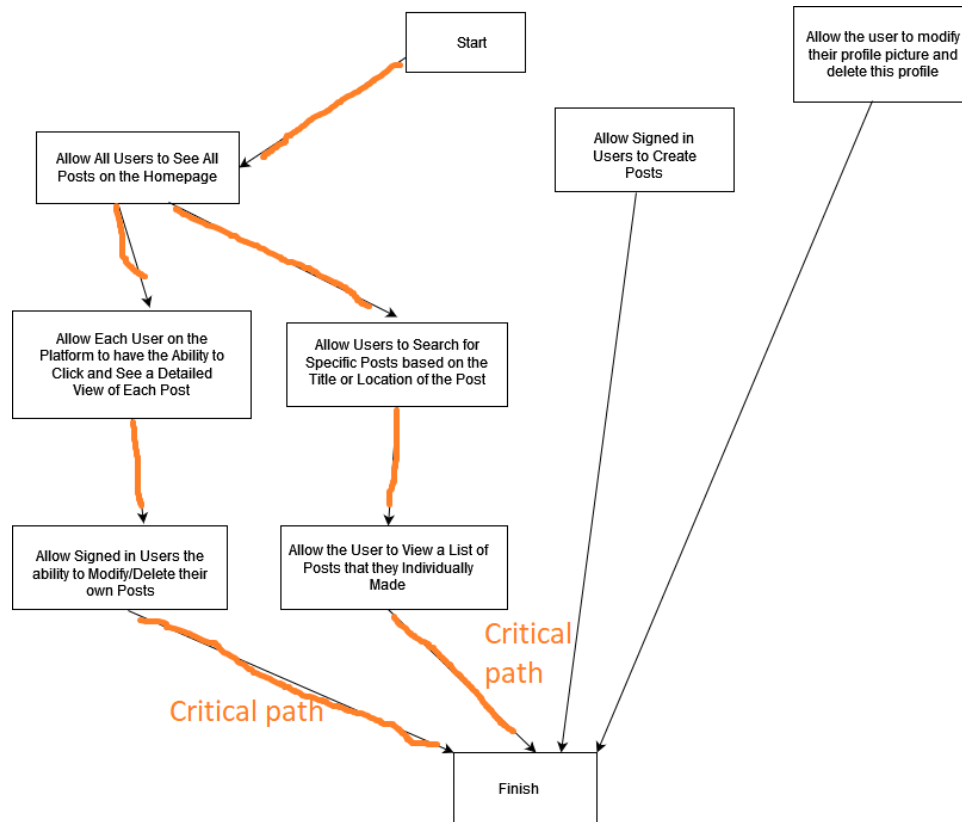 Start
Allow the user to modify
their profile picture and
delete this profile
Allow Signed in
Users to Create
Posts
Allow All Users to See All
Posts on the Homepage
Allow Each User on the
Platform to have the Ability to
Click and See a Detailed
View of Each Post
Allow Users to Search for
Specific Posts based on the
Title or Location of the Post
Allow Signed in Users the
ability to Modify/Delete their
own Posts
Allow the User to View a List of
Posts that they Individually
Made
Critical
path
Critical path
Finish